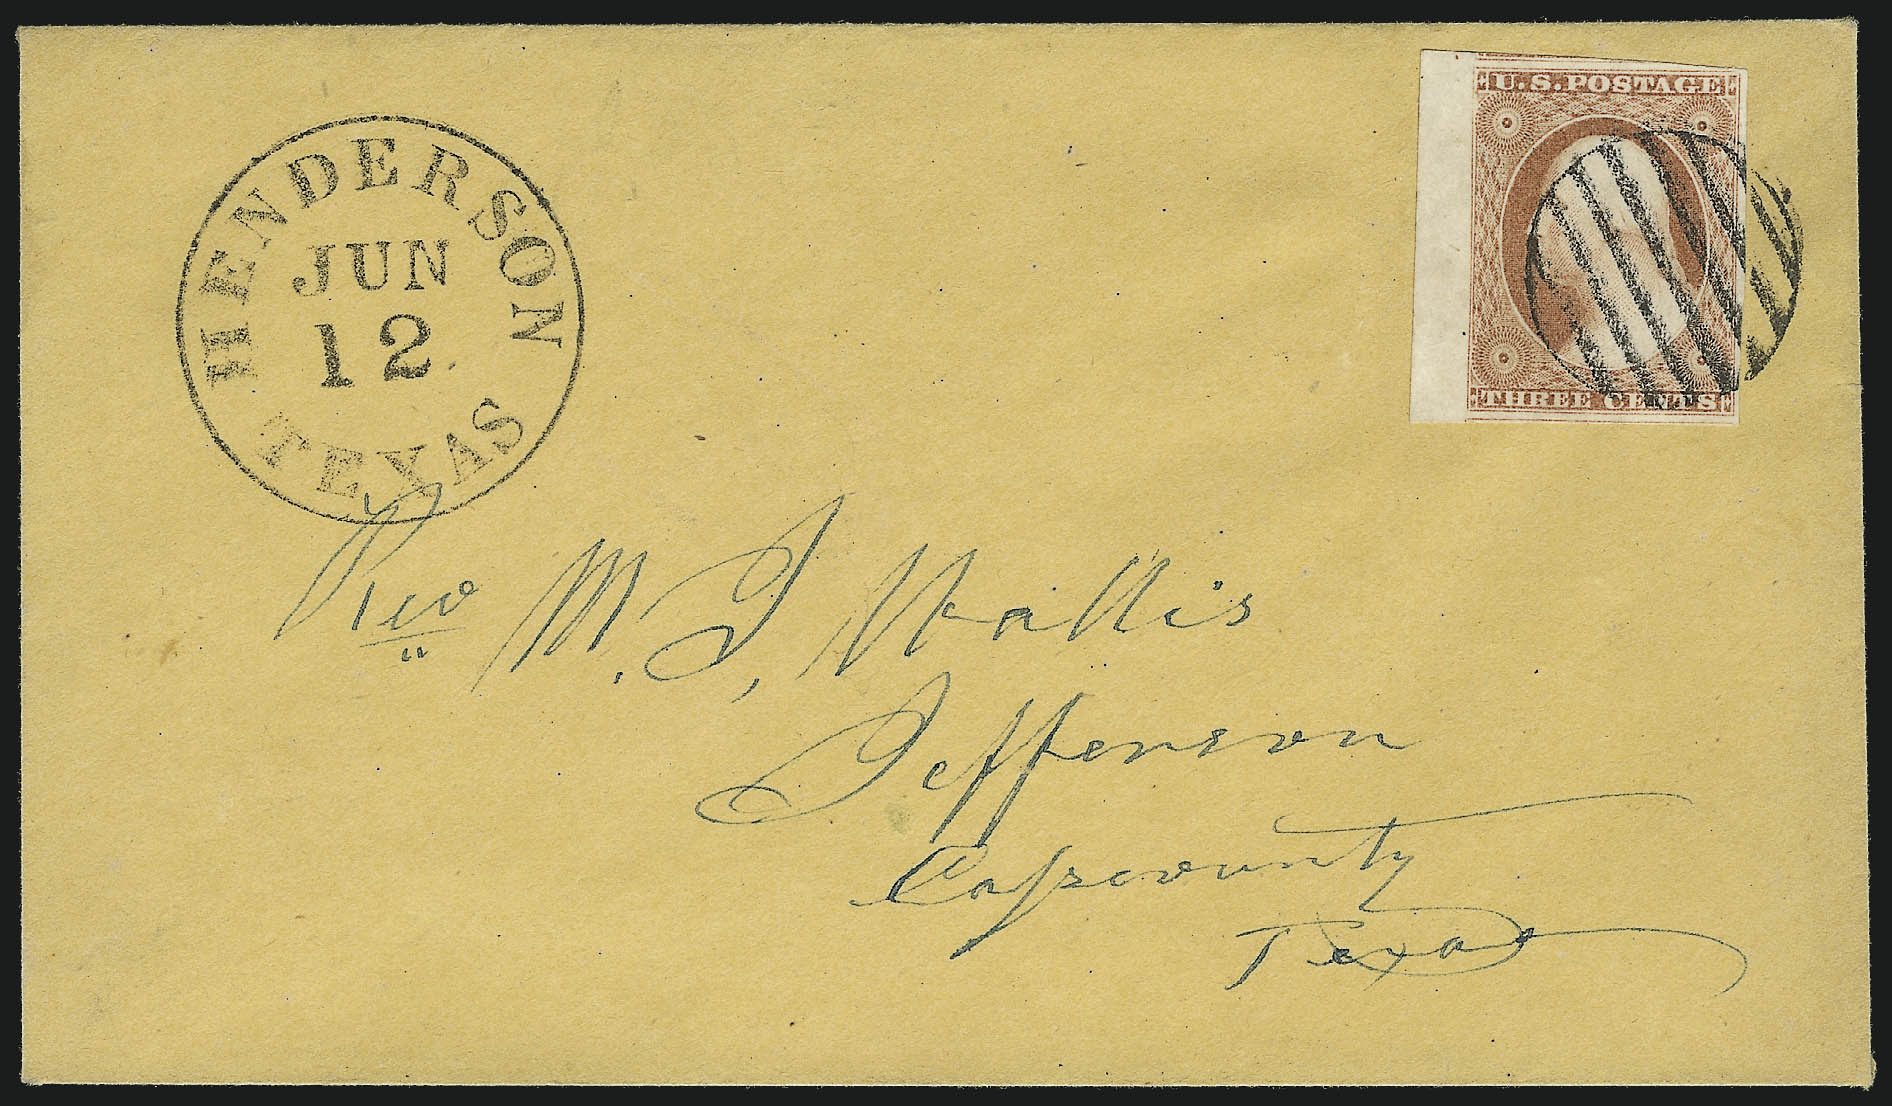 HENDERSON
JUN
12
TEXAS
U.S. POSTAGE
THREE CENTS
Rev M. J. Wallis
Jefferson
Cass county
Texas